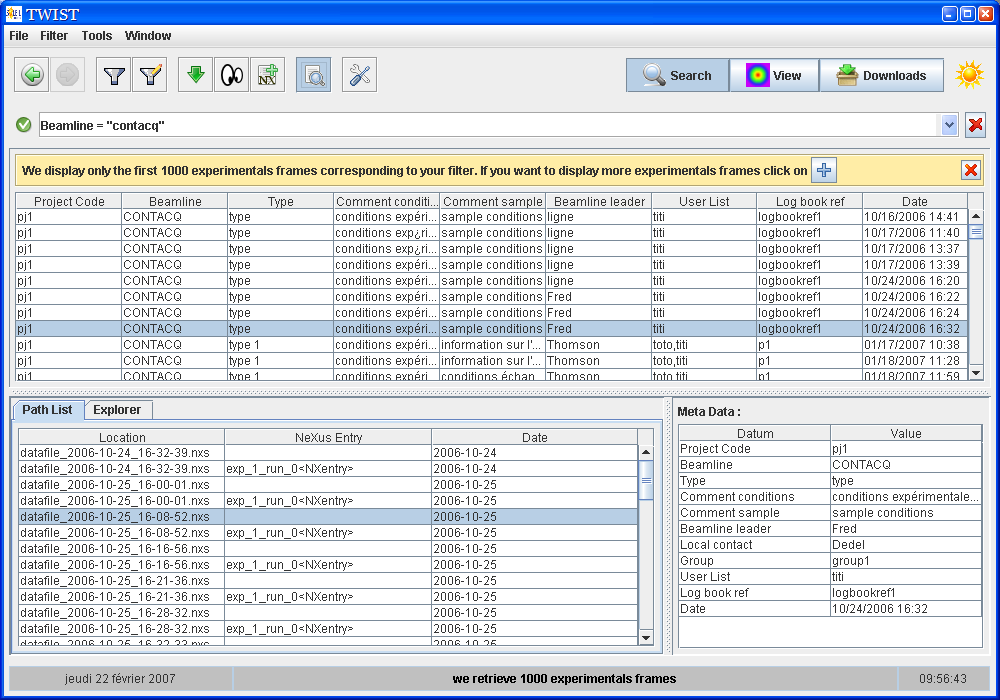 TWIST
File Filter Tools Window
NX Search View Downloads
Beamline = "contacq"
We display only the first 1000 experimentals frames corresponding to your filter. If you want to display more experimentals frames click on
Project Code Beamline Type Comment conditi... Comment sample Beamline leader User List Log book ref Date
pj1 CONTACQ type conditions expéri... sample conditions ligne titi logbookref1 10/16/2006 14:41
pj1 CONTACQ type conditions exp¿ri... sample conditions ligne titi logbookref1 10/17/2006 11:40
pj1 CONTACQ type conditions exp¿ri... sample conditions ligne titi logbookref1 10/17/2006 13:37
pj1 CONTACQ type conditions expéri... sample conditions ligne titi logbookref1 10/17/2006 13:39
pj1 CONTACQ type conditions expéri... sample conditions ligne titi logbookref1 10/24/2006 16:20
pj1 CONTACQ type conditions expéri... sample conditions Fred titi logbookref1 10/24/2006 16:22
pj1 CONTACQ type conditions expéri... sample conditions Fred titi logbookref1 10/24/2006 16:24
pj1 CONTACQ type conditions expéri... sample conditions Fred titi logbookref1 10/24/2006 16:32
pj1 CONTACQ type 1 conditions expéri... information sur l'... Thomson toto,titi p1 01/17/2007 10:38
pj1 CONTACQ type 1 conditions expéri... information sur l'... Thomson toto,titi p1 01/18/2007 11:28
pj1 CONTACQ type 1 conditions expéri... conditions échan... Thomson toto,titi p1 01/18/2007 11:59
Path List Explorer
Location NeXus Entry Date
datafile_2006-10-24_16-32-39.nxs 2006-10-24
datafile_2006-10-24_16-32-39.nxs exp_1_run_0<NXentry> 2006-10-24
datafile_2006-10-25_16-00-01.nxs 2006-10-25
datafile_2006-10-25_16-00-01.nxs exp_1_run_0<NXentry> 2006-10-25
datafile_2006-10-25_16-08-52.nxs 2006-10-25
datafile_2006-10-25_16-08-52.nxs exp_1_run_0<NXentry> 2006-10-25
datafile_2006-10-25_16-16-56.nxs 2006-10-25
datafile_2006-10-25_16-16-56.nxs exp_1_run_0<NXentry> 2006-10-25
datafile_2006-10-25_16-21-36.nxs 2006-10-25
datafile_2006-10-25_16-21-36.nxs exp_1_run_0<NXentry> 2006-10-25
datafile_2006-10-25_16-28-32.nxs 2006-10-25
datafile_2006-10-25_16-28-32.nxs exp_1_run_0<NXentry> 2006-10-25
datafile_2006-10-25_16-32-33.nxs 2006-10-25
Meta Data :
Datum Value
Project Code pj1
Beamline CONTACQ
Type type
Comment conditions conditions expérimentale...
Comment sample sample conditions
Beamline leader Fred
Local contact Dedel
Group group1
User List titi
Log book ref logbookref1
Date 10/24/2006 16:32
jeudi 22 février 2007 we retrieve 1000 experimentals frames 09:56:43